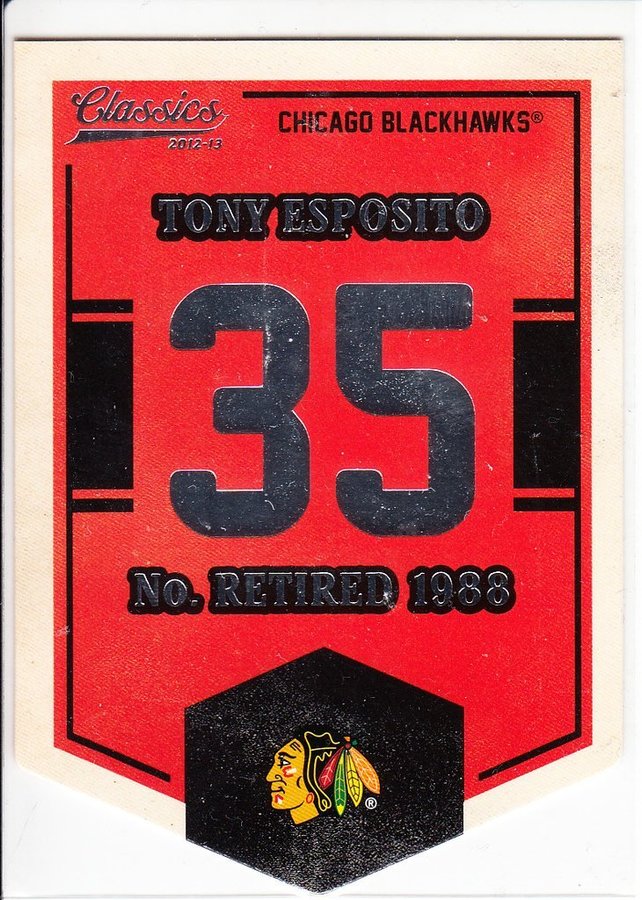 Classics
2012-13
CHICAGO BLACKHAWKS®
TONY ESPOSITO
35
No. RETIRED 1988
®